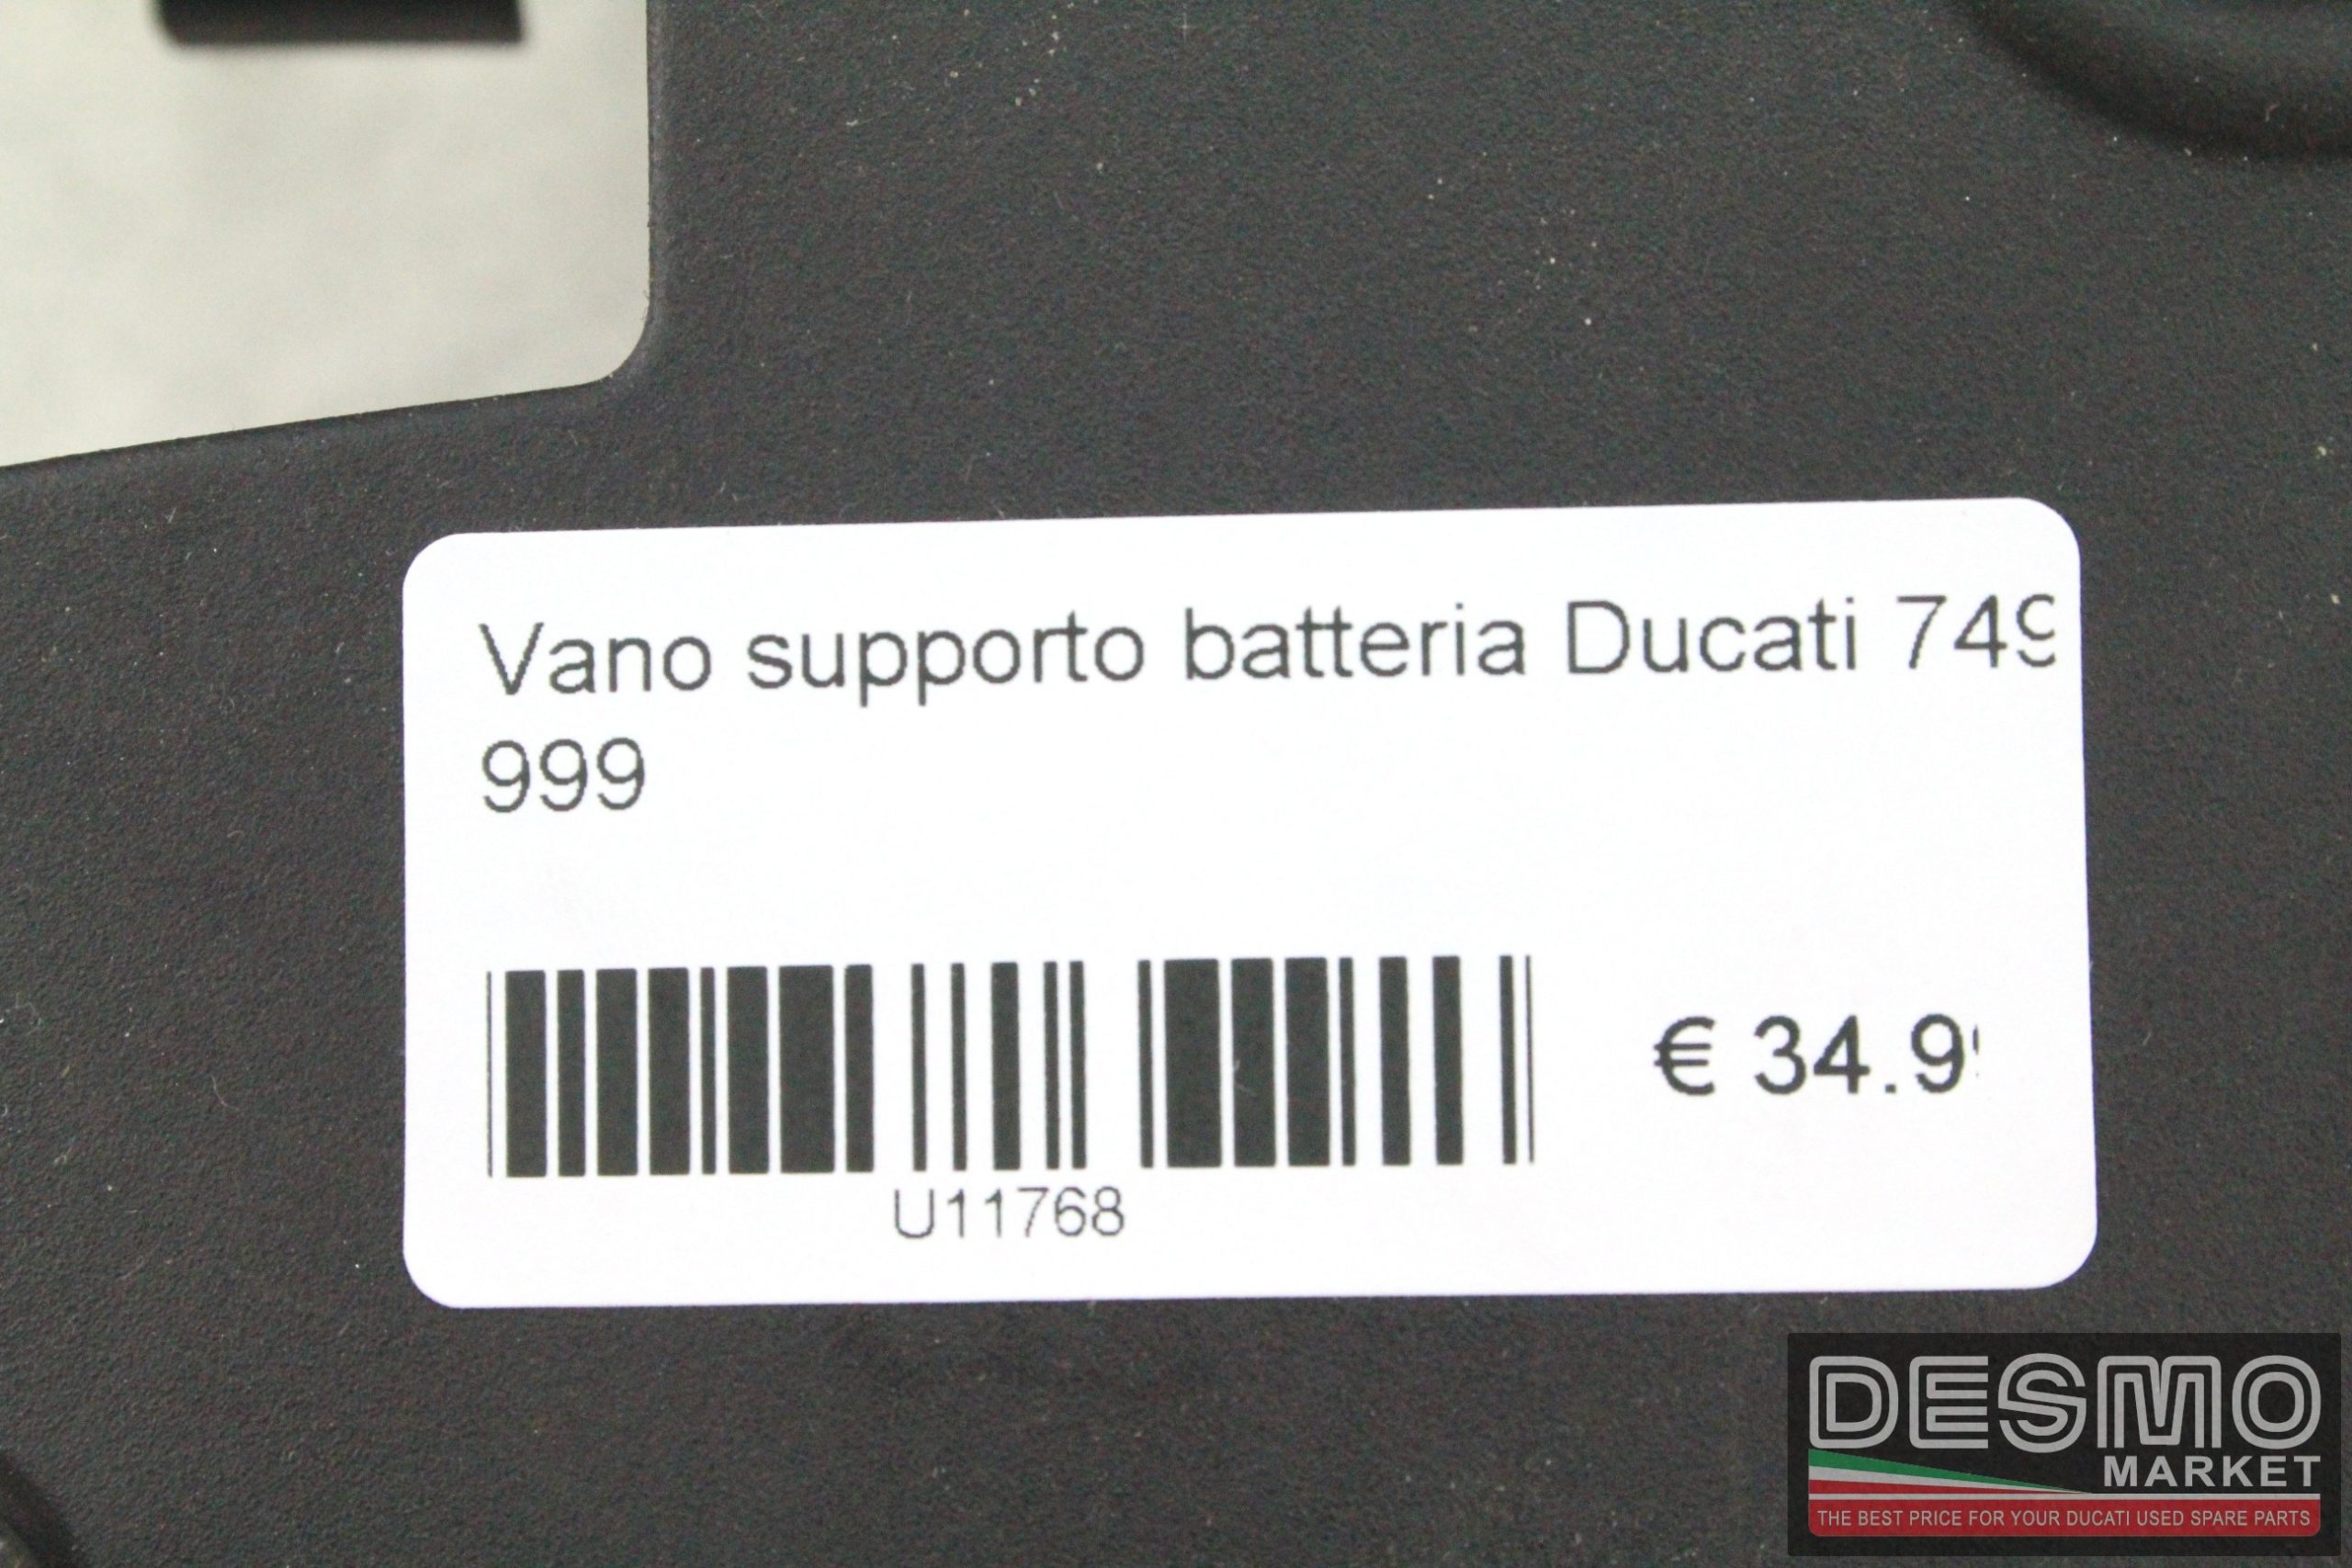 Vano supporto batteria Ducati 749
999
€ 34.9
U11768
DESMO
MARKET
THE BEST PRICE FOR YOUR DUCATI USED SPARE PARTS